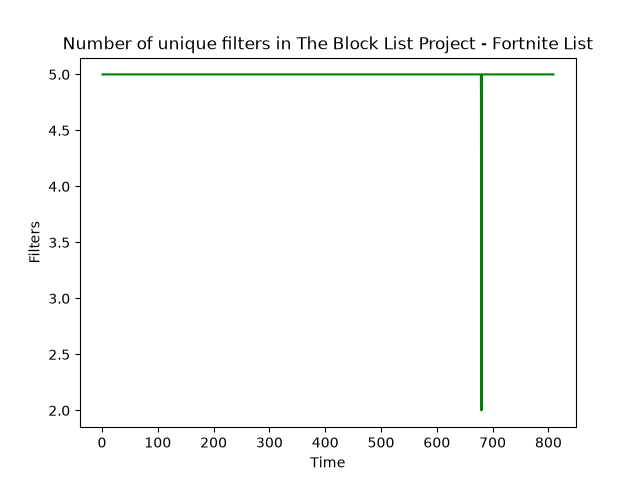 Number of unique filters in The Block List Project - Fortnite List
5.0
4.5
4.0
3.5
3.0
2.5
2.0
Filters
0 100 200 300 400 500 600 700 800
Time